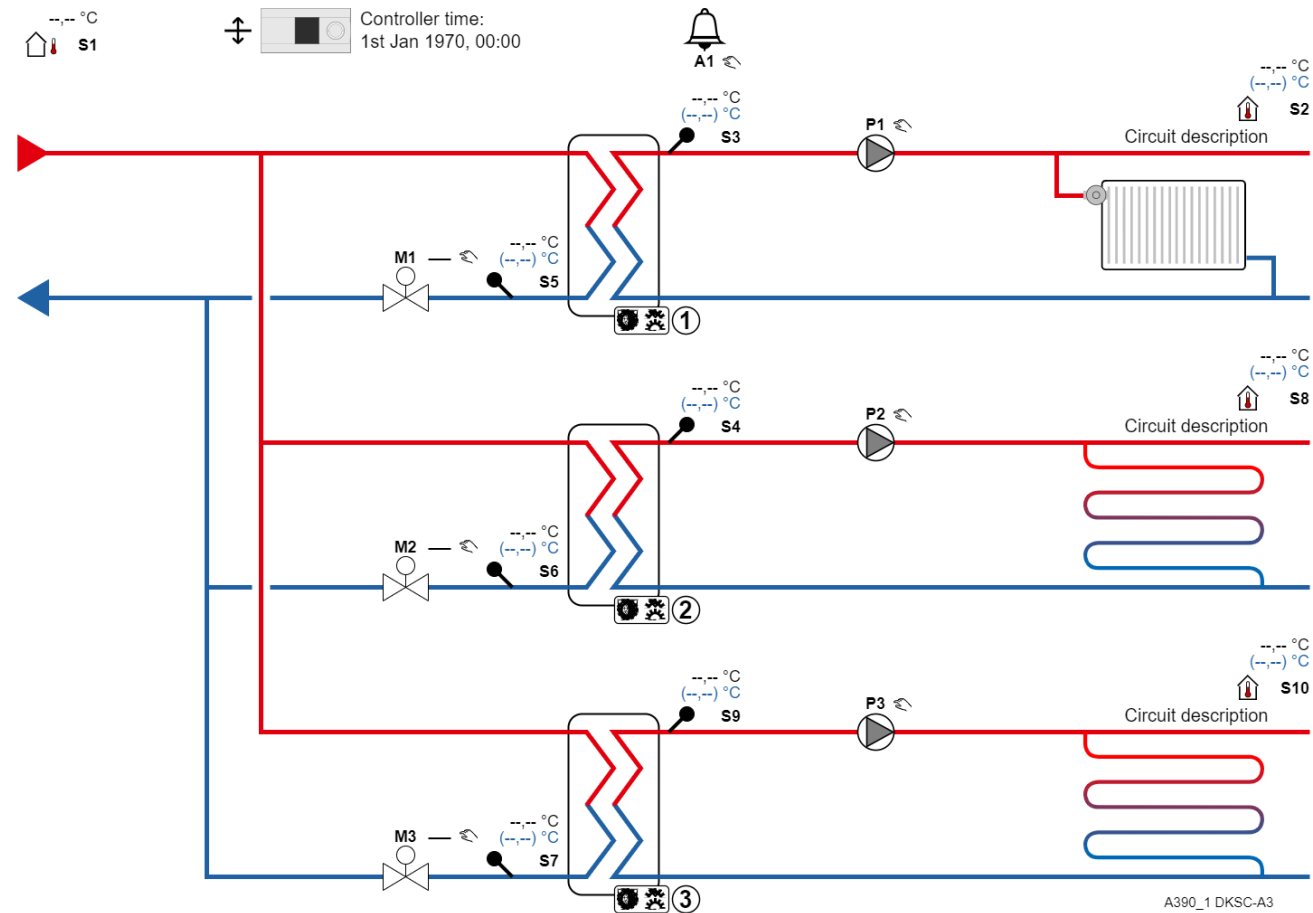 --,-- °C
S1
Controller time:
1st Jan 1970, 00:00
A1
--,-- °C
(--,--) °C
S2
Circuit description
--,-- °C
(--,--) °C
S3
P1
M1
--,-- °C
(--,--) °C
S5
1
--,-- °C
(--,--) °C
S8
Circuit description
--,-- °C
(--,--) °C
S4
P2
M2
--,-- °C
(--,--) °C
S6
2
--,-- °C
(--,--) °C
S10
Circuit description
--,-- °C
(--,--) °C
S9
P3
M3
--,-- °C
(--,--) °C
S7
3
A390_1 DKSC-A3